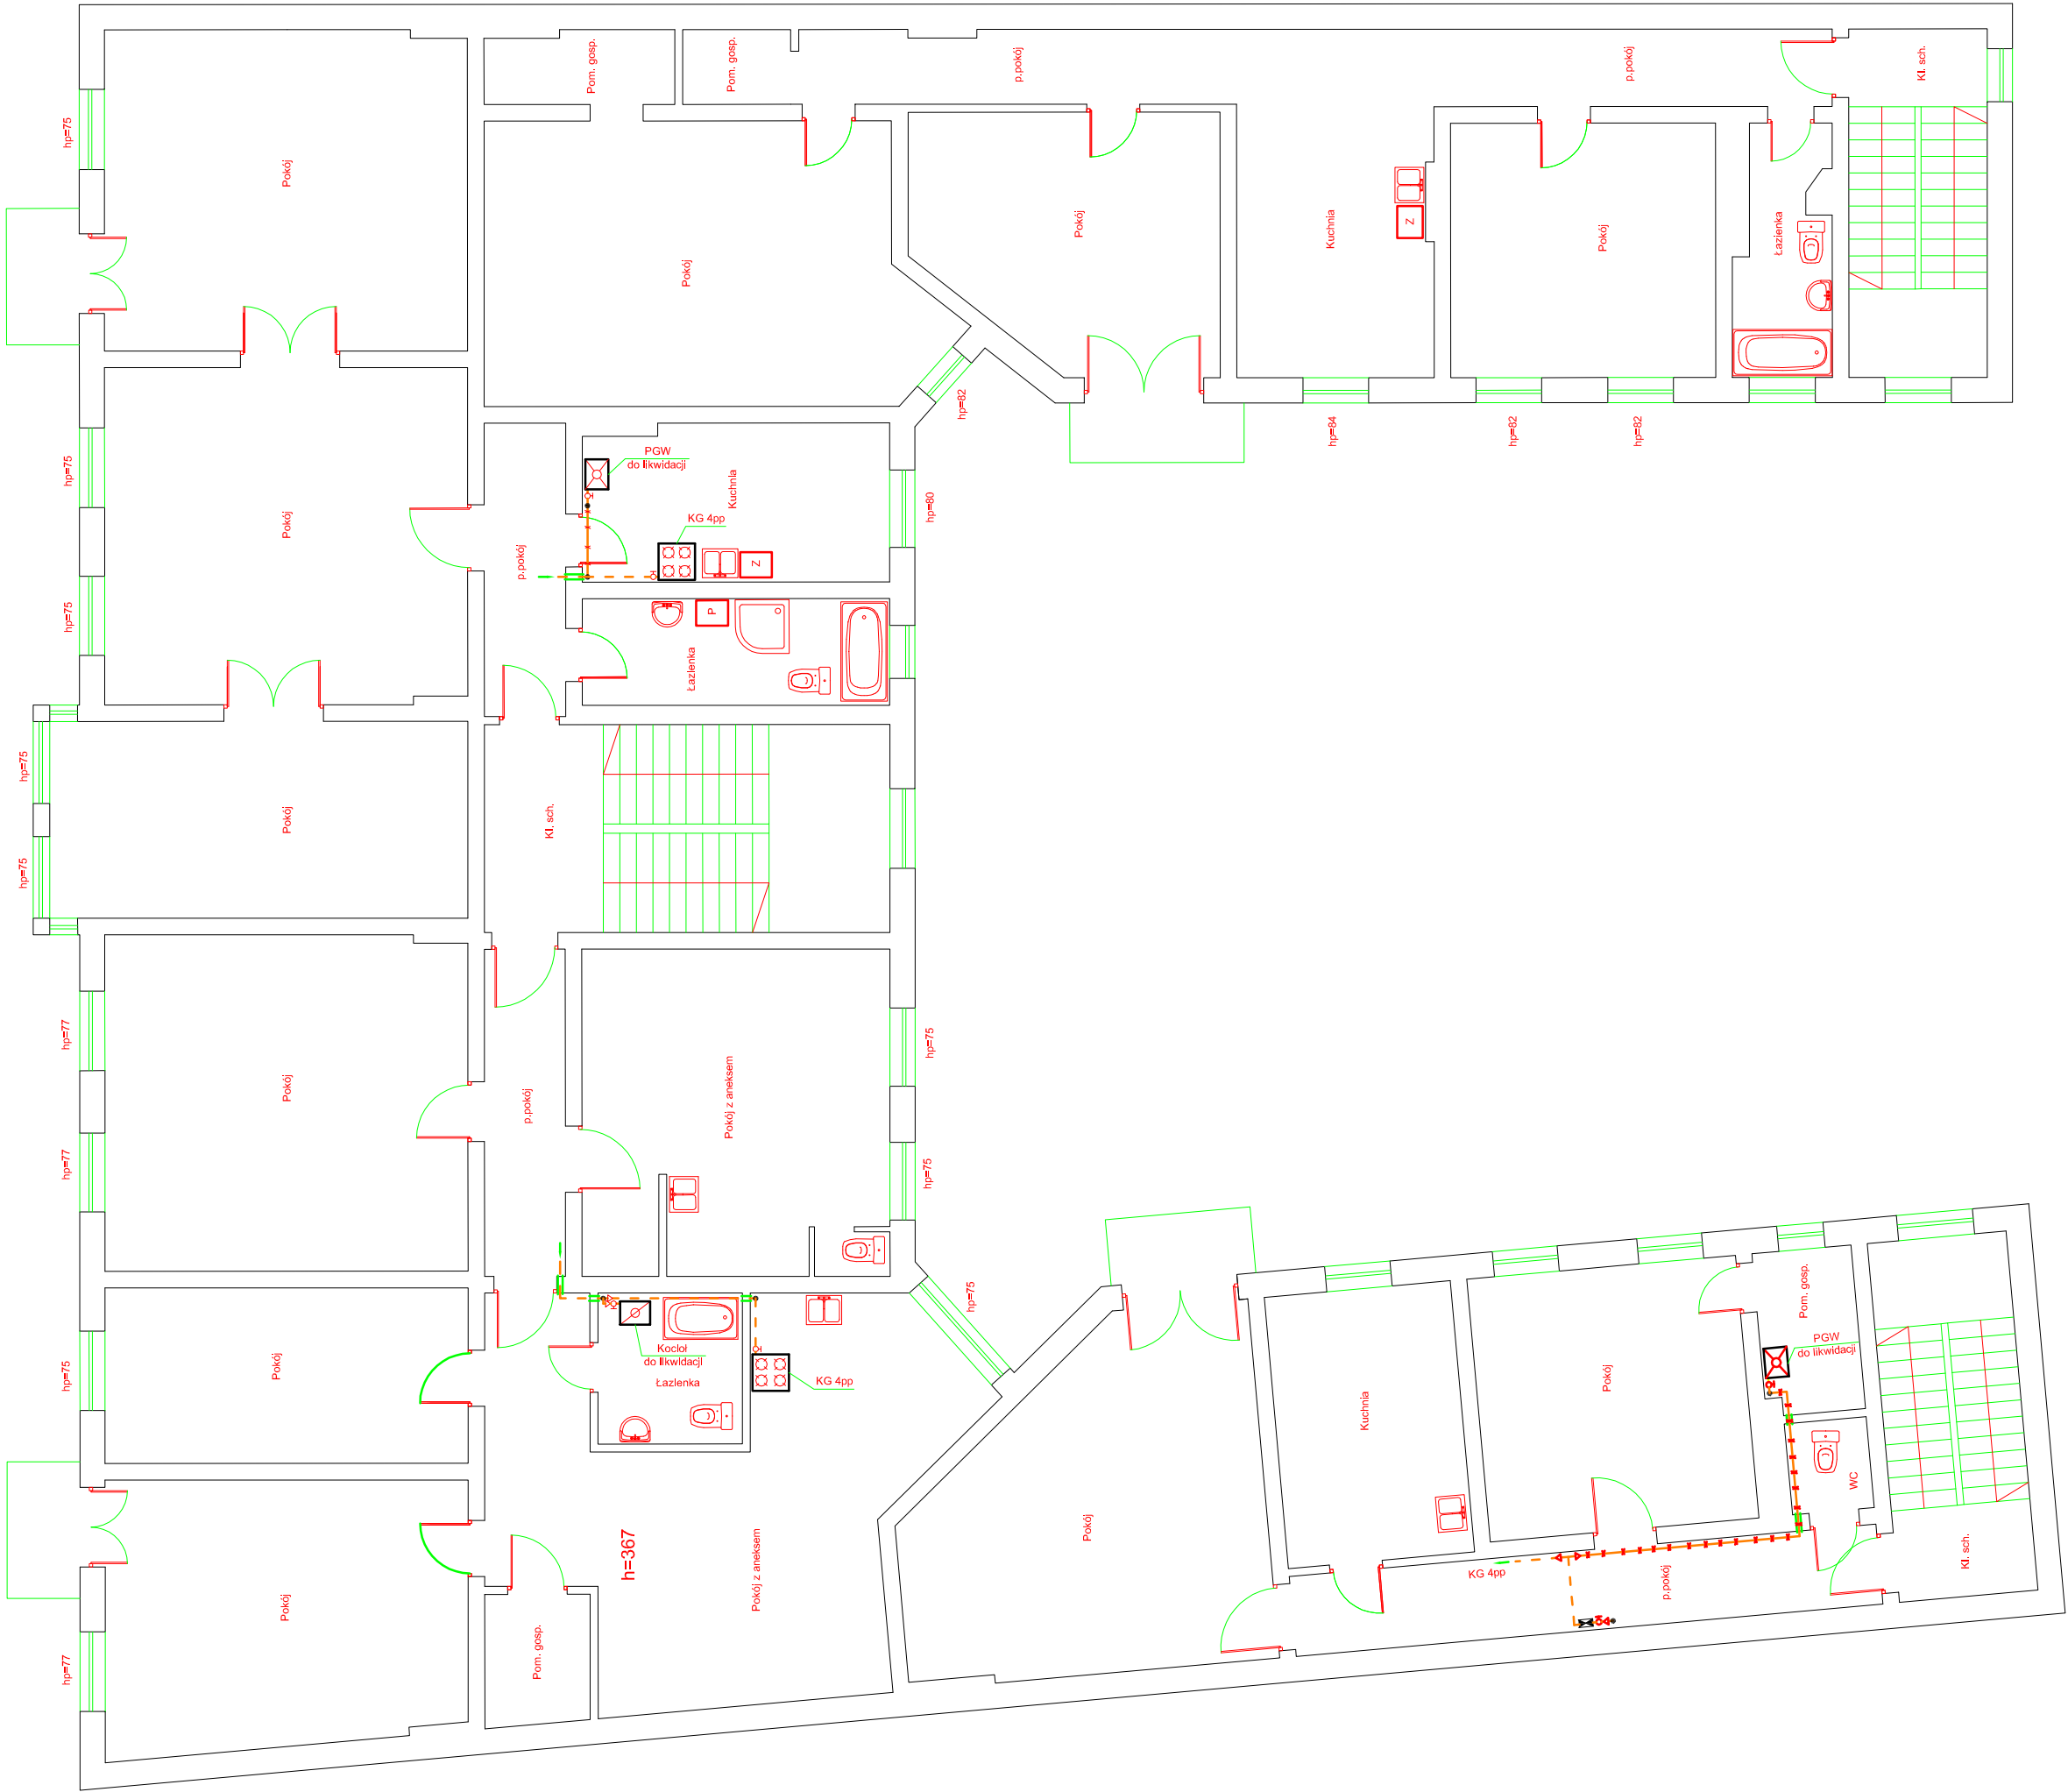 Pom. gosp.
Pom. gosp.
p.pokój
p.pokój
Kl. sch.
hp=75
Pokój
Pokój
Pokój
Kuchnia
Z
Pokój
Łazienka
hp=82
hp=84
hp=82
hp=82
hp=75
Pokój
PGW
do likwidacji
Kuchnia
KG 4pp
Z
hp=80
p.pokój
hp=75
P
Łazienka
hp=75
hp=75
Pokój
Kl. sch.
hp=77
hp=77
Pokój
p.pokój
Pokój z aneksem
hp=75
hp=75
hp=75
hp=75
Pokój
Kocioł
do likwidacji
Łazienka
KG 4pp
h=367
Pokój z aneksem
Pokój
Pom. gosp.
hp=77
Pokój
Kuchnia
Pokój
Pom. gosp.
PGW
do likwidacji
WC
KG 4pp
p.pokój
Kl. sch.